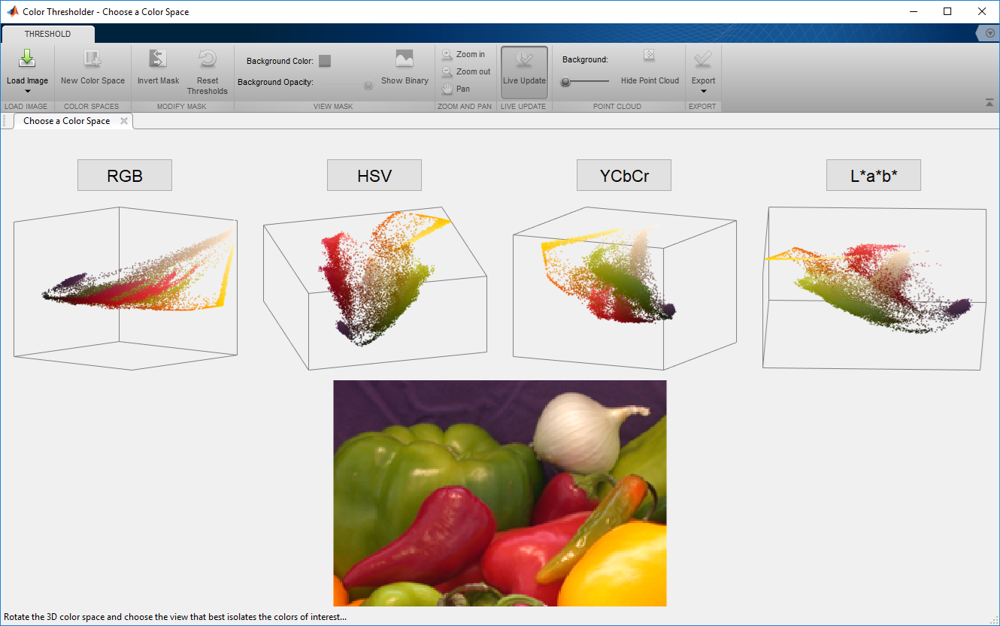 Color Thresholder - Choose a Color Space
THRESHOLD
Load Image
New Color Space
Invert Mask
Reset
Thresholds
Background Color:
Background Opacity:
Show Binary
Zoom in
Zoom out
Pan
Live Update
Background:
Hide Point Cloud
Export
LOAD IMAGE
COLOR SPACES
MODIFY MASK
VIEW MASK
ZOOM AND PAN
LIVE UPDATE
POINT CLOUD
EXPORT
Choose a Color Space
RGB
HSV
YCbCr
L*a*b*
Rotate the 3D color space and choose the view that best isolates the colors of interest...